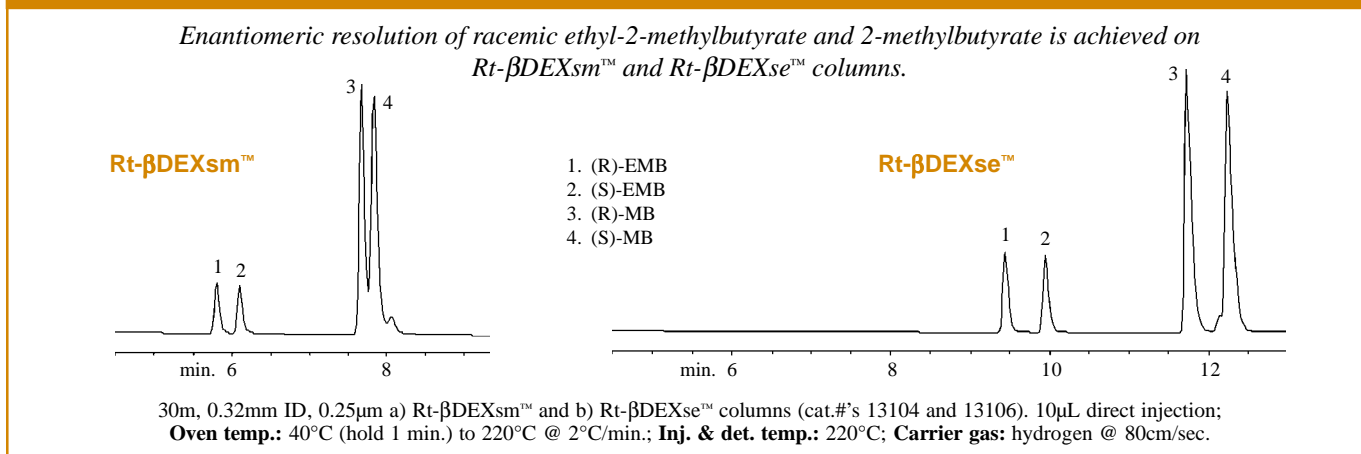 Enantiomeric resolution of racemic ethyl-2-methylbutyrate and 2-methylbutyrate is achieved on
Rt-βDEXsm™ and Rt-βDEXse™ columns.
Rt-βDEXsm™
3
4
1
2
min. 6
8
1. (R)-EMB
2. (S)-EMB
3. (R)-MB
4. (S)-MB
Rt-βDEXse™
3
4
1
2
min. 6
8
10
12
30m, 0.32mm ID, 0.25µm a) Rt-βDEXsm™ and b) Rt-βDEXse™ columns (cat.#'s 13104 and 13106). 10µL direct injection;
Oven temp.: 40°C (hold 1 min.) to 220°C @ 2°C/min.; Inj. & det. temp.: 220°C; Carrier gas: hydrogen @ 80cm/sec.